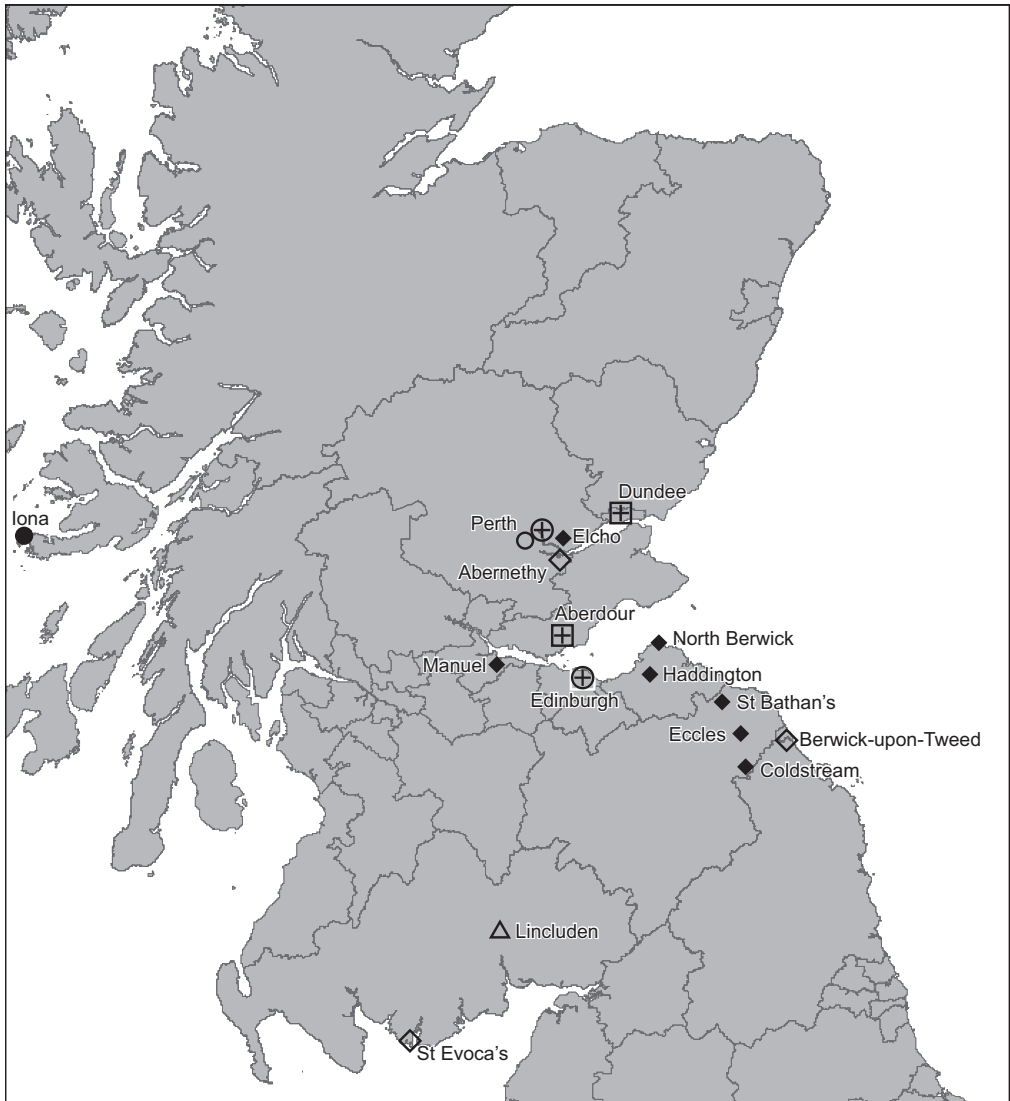 Dundee
Iona
Perth
Elcho
Abernethy
Aberdour
North Berwick
Manuel
Haddington
Edinburgh
St Bathan's
Eccles
Berwick-upon-Tweed
Coldstream
Lincluden
St Evoca's